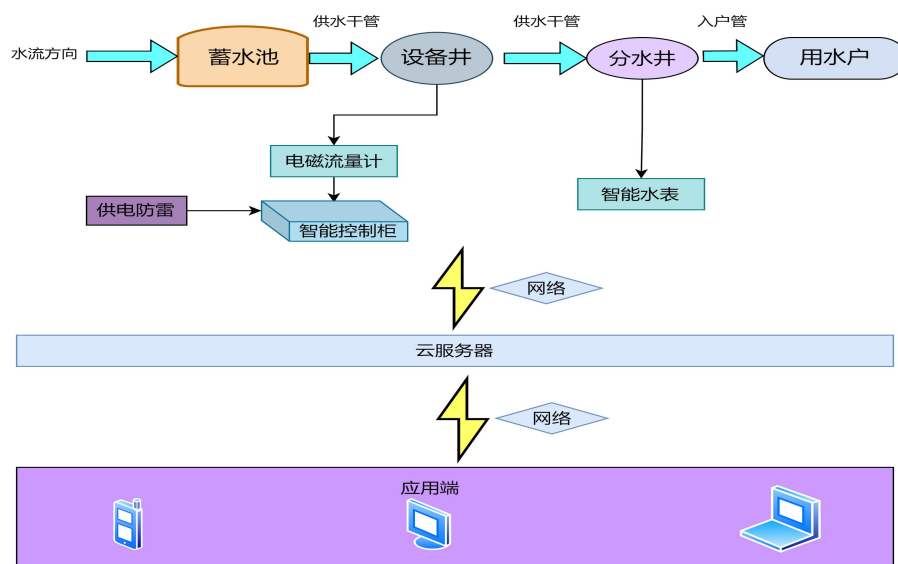 供水干管
供水干管
入户管
水流方向
蓄水池
设备井
分水井
用水户
电磁流量计
智能水表
供电防雷
智能控制柜
网络
云服务器
网络
应用端